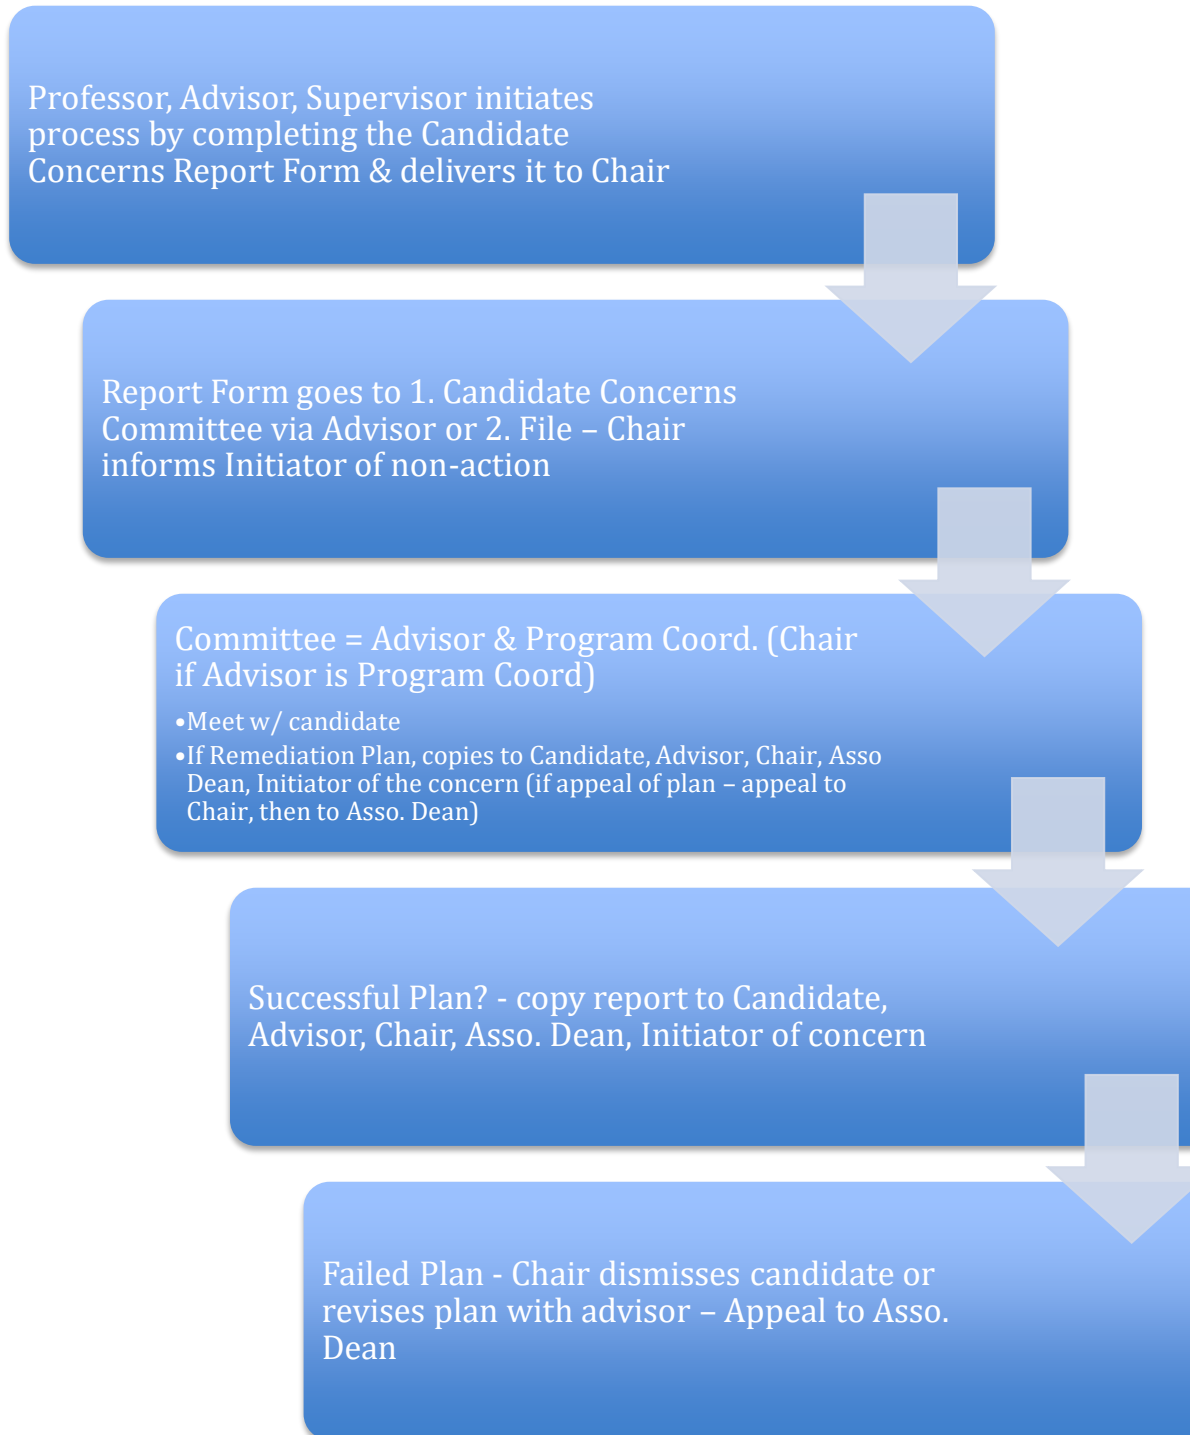 Professor, Advisor, Supervisor initiates
process by completing the Candidate
Concerns Report Form & delivers it to Chair
Report Form goes to 1. Candidate Concerns
Committee via Advisor or 2. File – Chair
informs Initiator of non-action
Committee = Advisor & Program Coord. (Chair
if Advisor is Program Coord)
•Meet w/ candidate
•If Remediation Plan, copies to Candidate, Advisor, Chair, Asso
Dean, Initiator of the concern (if appeal of plan – appeal to
Chair, then to Asso. Dean)
Successful Plan? - copy report to Candidate,
Advisor, Chair, Asso. Dean, Initiator of concern
Failed Plan - Chair dismisses candidate or
revises plan with advisor – Appeal to Asso.
Dean